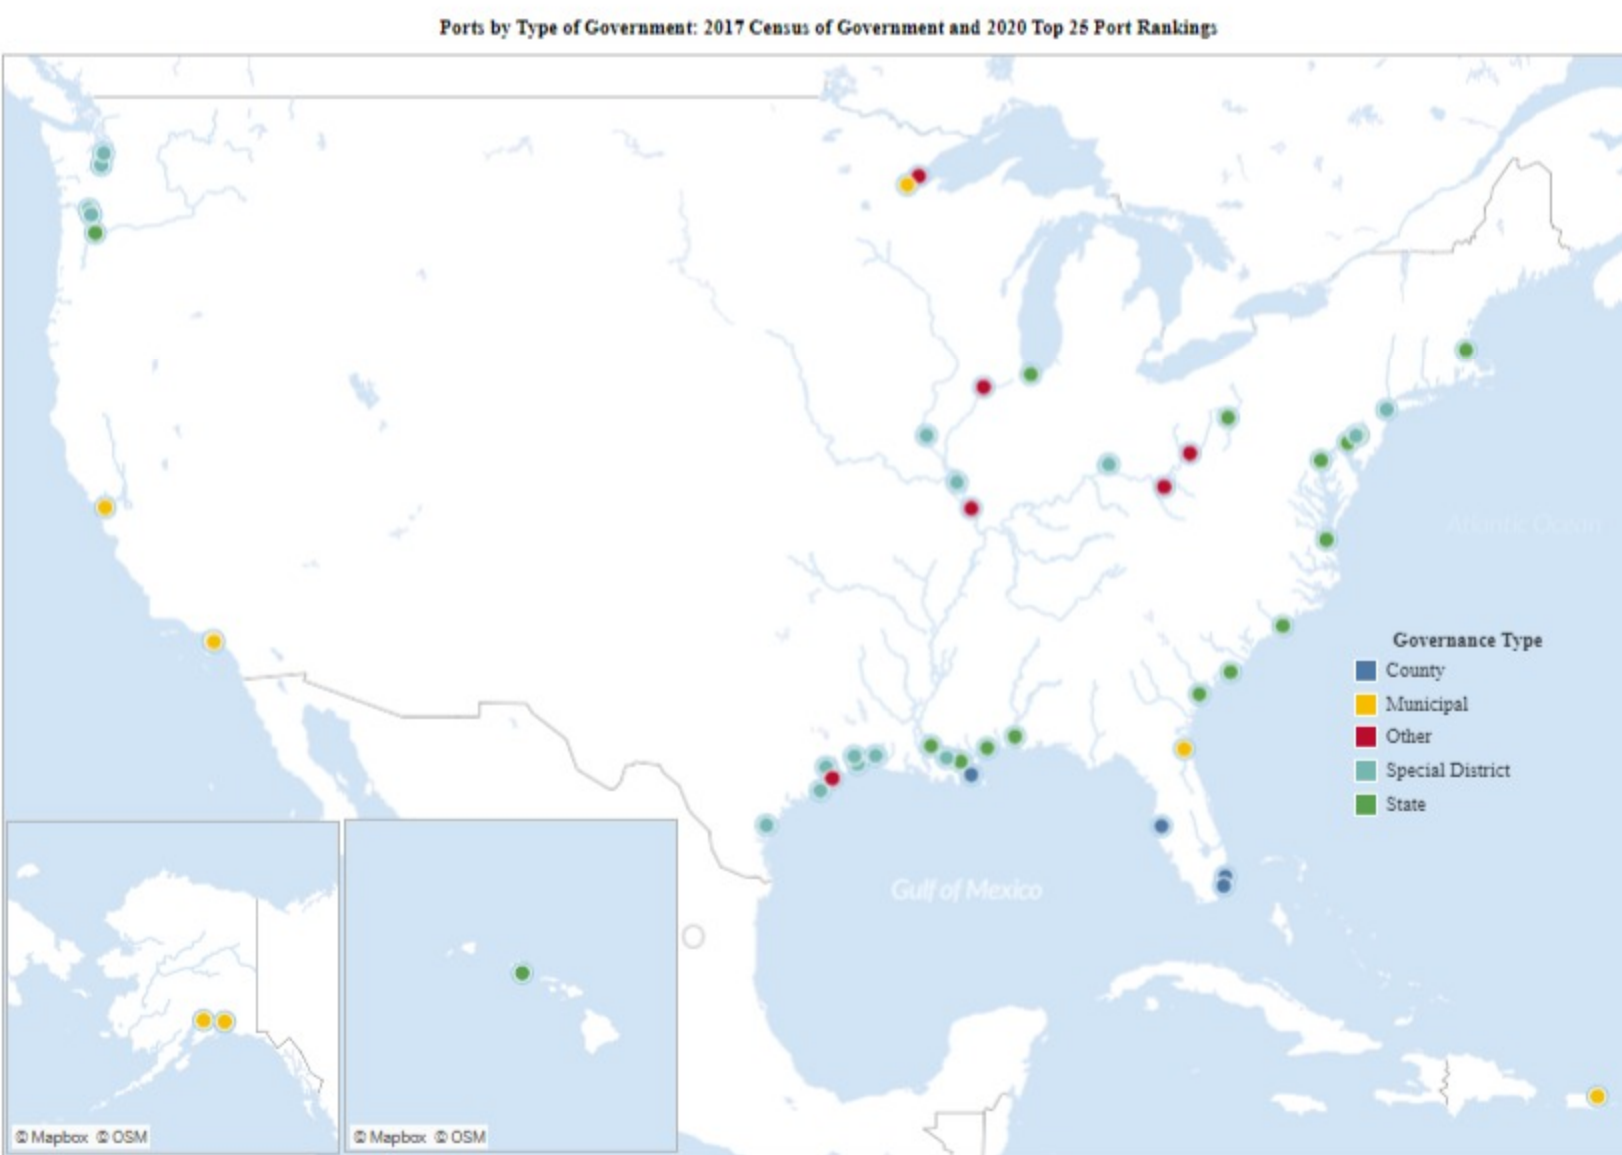 Ports by Type of Government: 2017 Census of Government and 2020 Top 25 Port Rankings
Atlantic Ocean
Governance Type
County
Municipal
Other
Special District
State
Gulf of Mexico
© Mapbox © OSM
© Mapbox © OSM